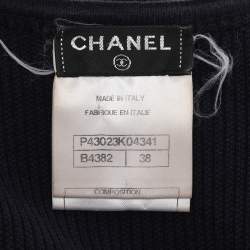 CHANEL
MADE IN ITALY
FABRIQUE EN ITALIE
P43023K04341
B4382 38
COMPOSITION